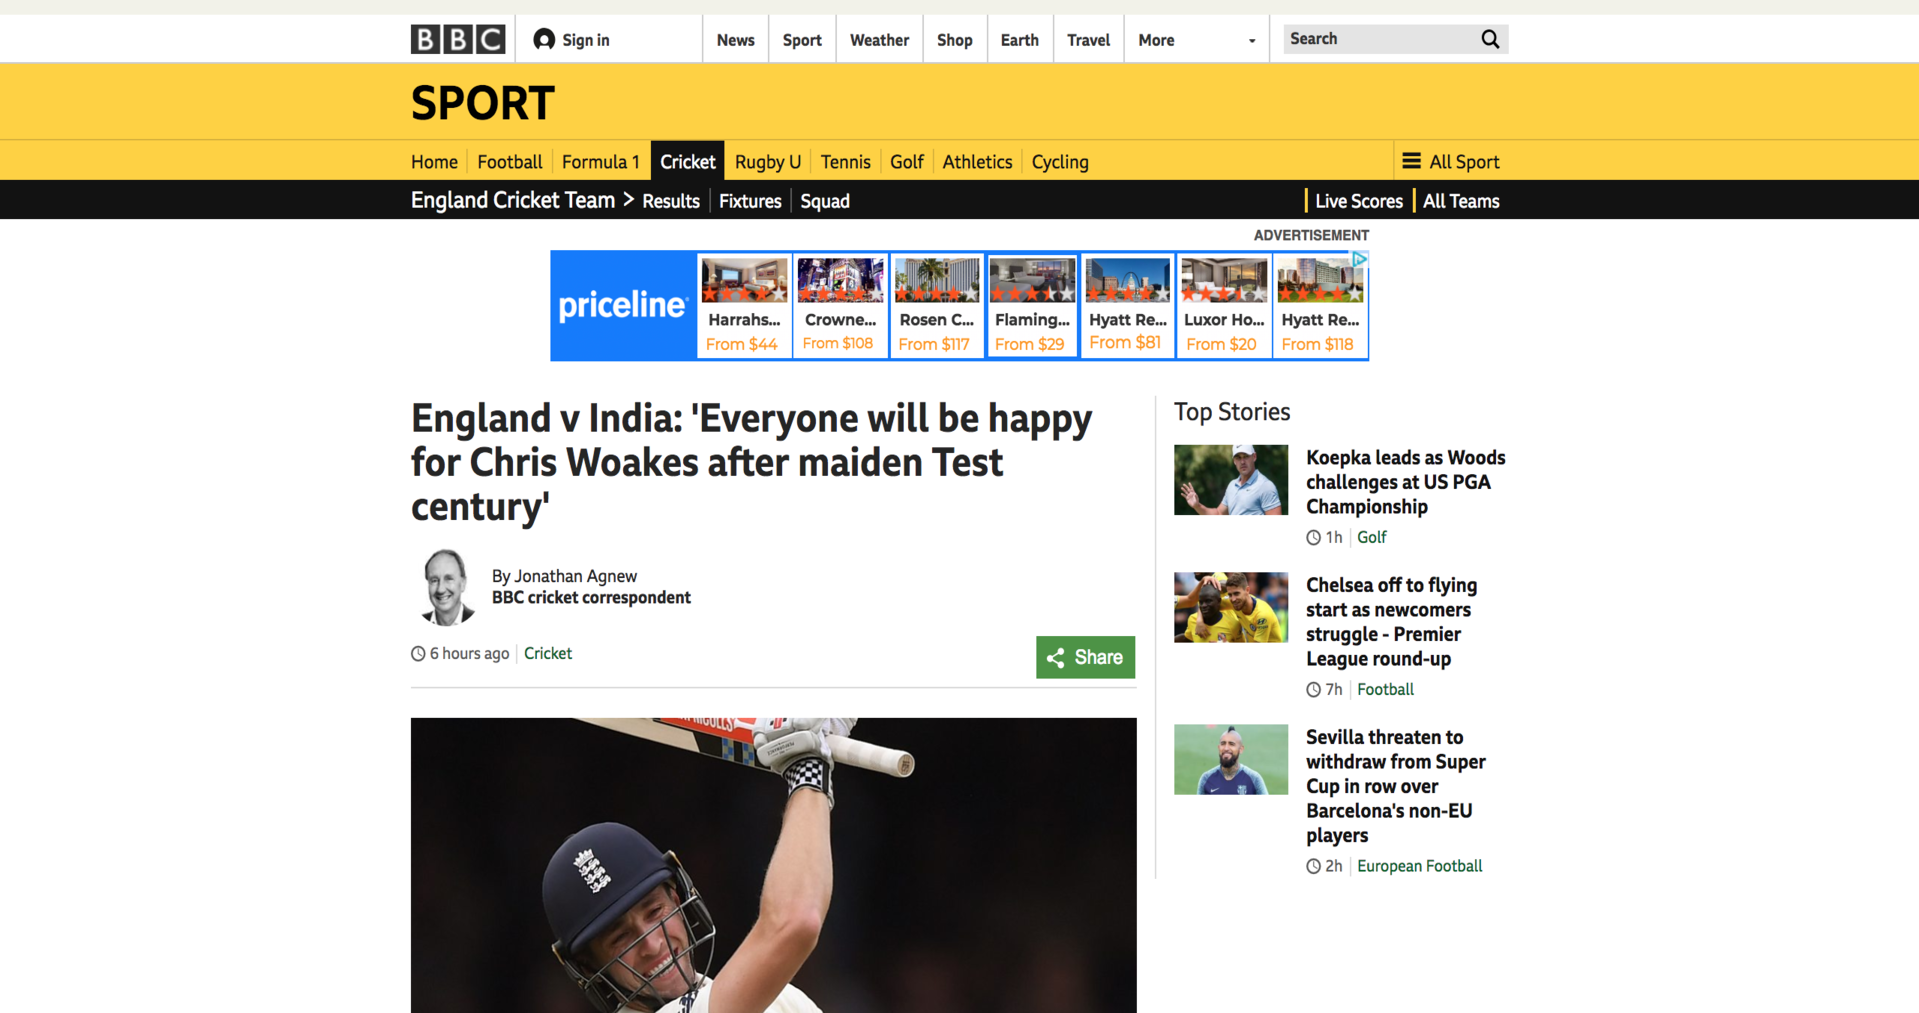 BBC
Sign in
News
Sport
Weather
Shop
Earth
Travel
More
Search
SPORT
Home
Football
Formula 1
Cricket
Rugby U
Tennis
Golf
Athletics
Cycling
All Sport
England Cricket Team
Results
Fixtures
Squad
Live Scores
All Teams
ADVERTISEMENT
priceline
Harrahs...
From $44
Crowne...
From $108
Rosen C...
From $117
Flaming...
From $29
Hyatt Re...
From $81
Luxor Ho...
From $20
Hyatt Re...
From $118
England v India: 'Everyone will be happy
for Chris Woakes after maiden Test
century'
By Jonathan Agnew
BBC cricket correspondent
6 hours ago
Cricket
Share
Top Stories
Koepka leads as Woods
challenges at US PGA
Championship
1h
Golf
Chelsea off to flying
start as newcomers
struggle - Premier
League round-up
7h
Football
Sevilla threaten to
withdraw from Super
Cup in row over
Barcelona's non-EU
players
2h
European Football